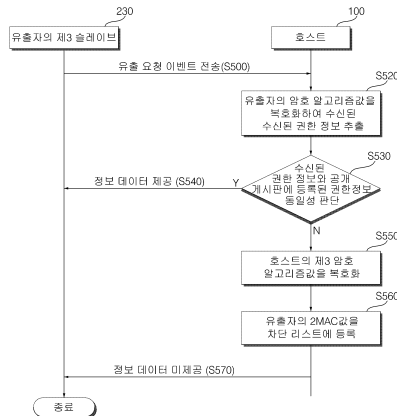 230
100
유출자의 제3 슬레이브
호스트
유출 요청 이벤트 전송(S500)
S520
유출자의 암호 알고리즘값을
복호화하여 수신된
수신된 권한 정보 추출
S530
수신된
권한 정보와 공개
게시판에 등록된 권한정보
동일성 판단
정보 데이터 제공 (S540)
Y
N
S550
호스트의 제3 암호
알고리즘값을 복호화
S560
유출자의 2MAC값을
차단 리스트에 등록
정보 데이터 미제공 (S570)
종료